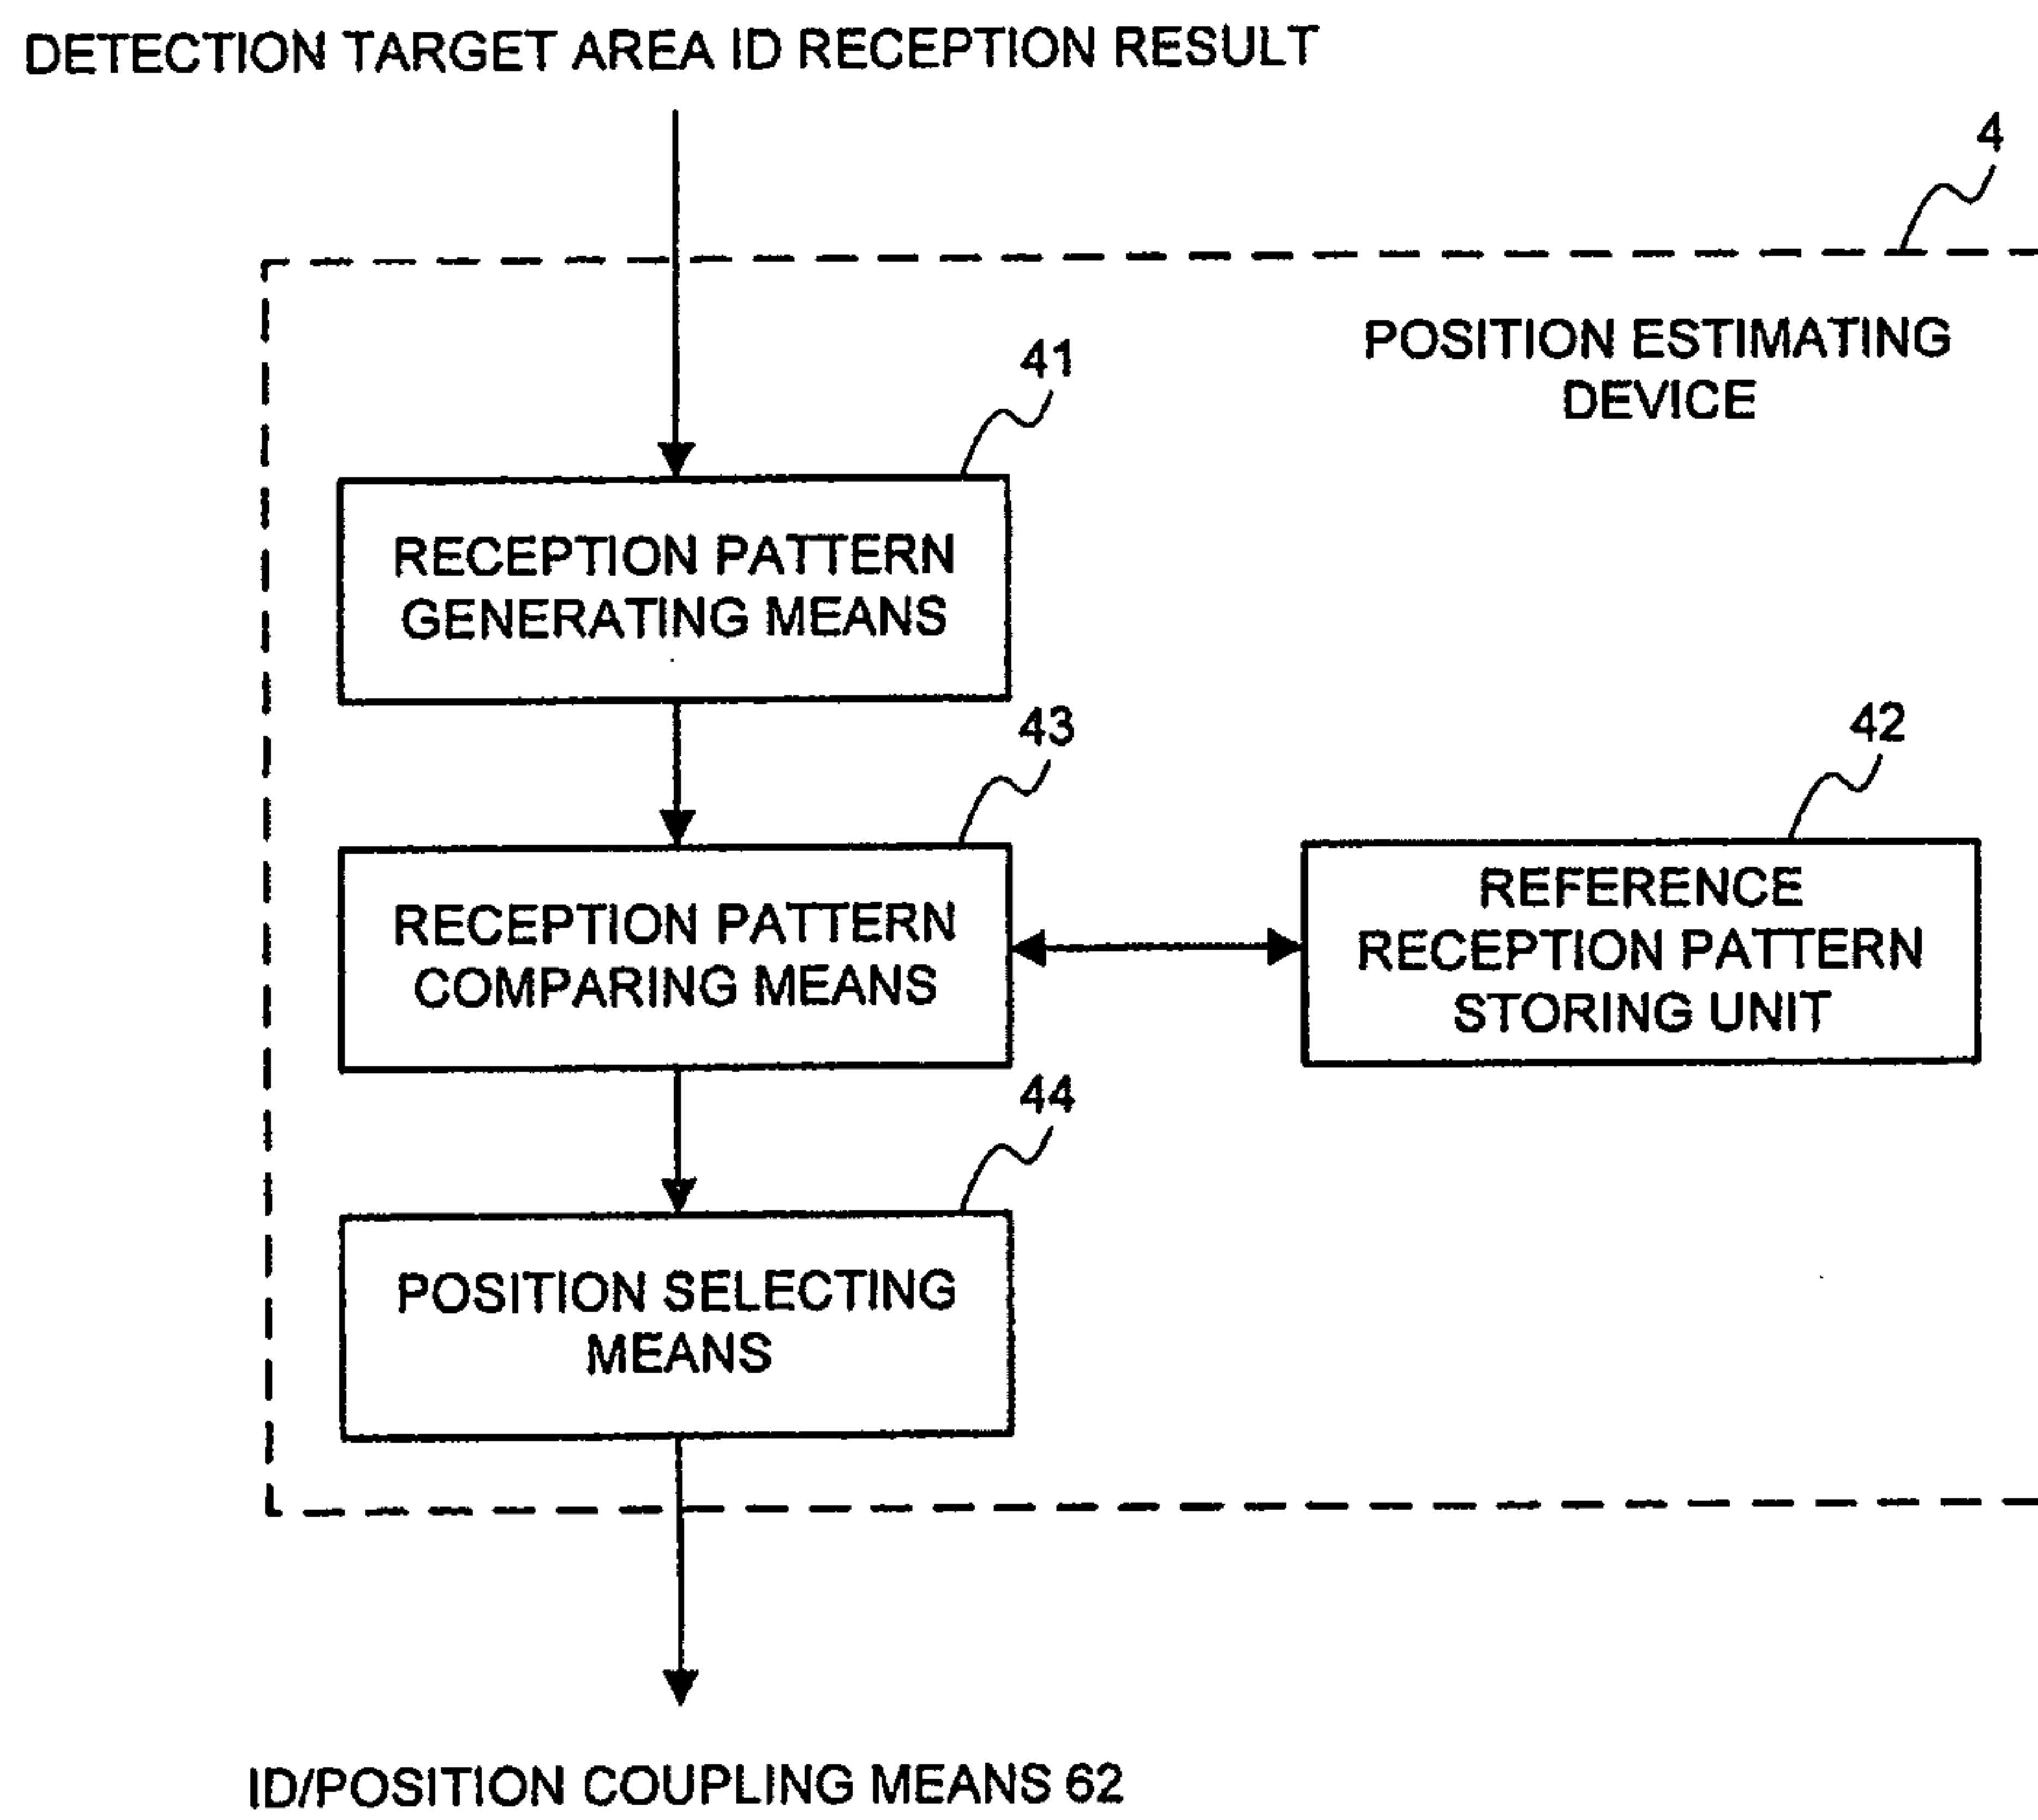 DETECTION TARGET AREA ID RECEPTION RESULT
4
POSITION ESTIMATING
DEVICE
41
RECEPTION PATTERN
GENERATING MEANS
43
RECEPTION PATTERN
COMPARING MEANS
42
REFERENCE
RECEPTION PATTERN
STORING UNIT
44
POSITION SELECTING
MEANS
ID/POSITION COUPLING MEANS 62